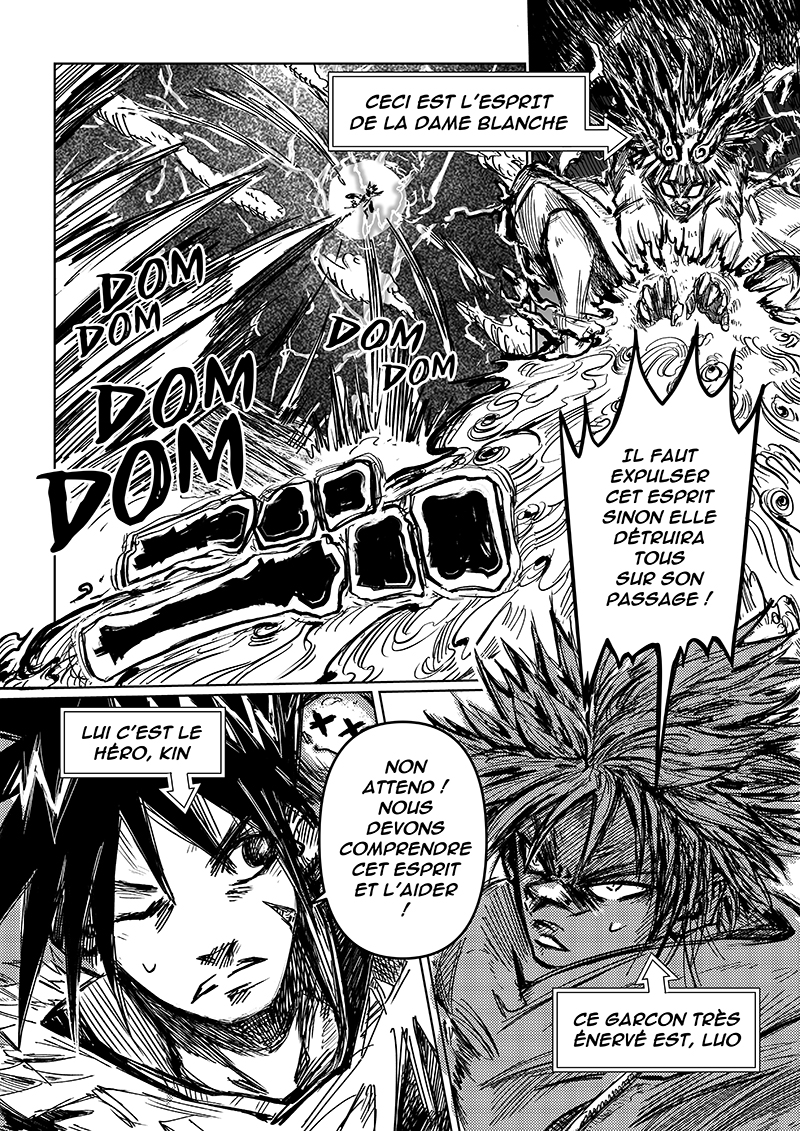 CECI EST L'ESPRIT
DE LA DAME BLANCHE
DOM
DOM
DOM
DOM
DOM
DOM
IL FAUT
EXPULSER
CET ESPRIT
SINON ELLE
DÉTRUIRA
TOUS
SUR SON
PASSAGE !
LUI C'EST LE
HÉRO, KIN
NON
ATTEND !
NOUS
DEVONS
COMPRENDRE
CET ESPRIT
ET L'AIDER
!
CE GARCON TRÈS
ÉNERVÉ EST, LUO